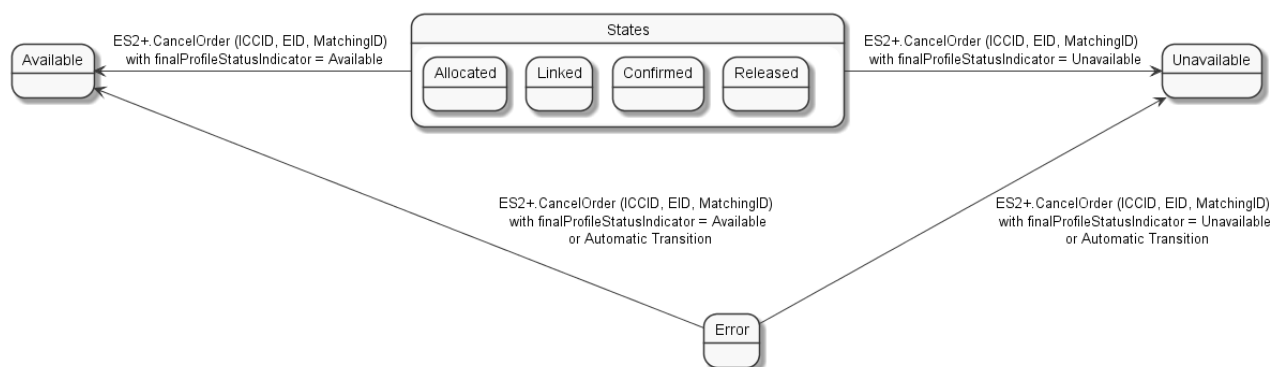 States
ES2+.CancelOrder (ICCID, EID, MatchingID)
with finalProfileStatusIndicator = Available
ES2+.CancelOrder (ICCID, EID, MatchingID)
with finalProfileStatusIndicator = Unavailable
Available
Allocated
Linked
Confirmed
Released
Unavailable
ES2+.CancelOrder (ICCID, EID, MatchingID)
with finalProfileStatusIndicator = Available
or Automatic Transition
ES2+.CancelOrder (ICCID, EID, MatchingID)
with finalProfileStatusIndicator = Unavailable
or Automatic Transition
Error